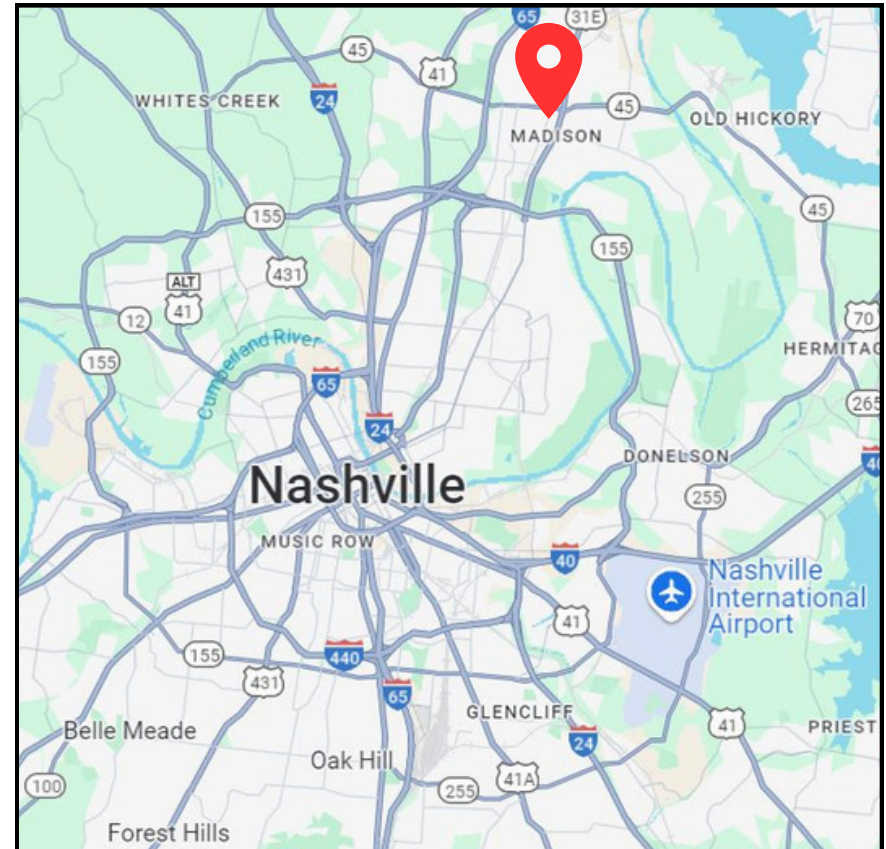 65
31E
45
41
WHITES CREEK
24
45
OLD HICKORY
MADISON
155
45
155
431
ALT
41
70
12
Cumberland River
HERMITAG
155
65
265
24
40
DONELSON
Nashville
255
MUSIC ROW
40
Nashville
International
Airport
41
155
440
431
65
GLENCLIFF
41
PRIEST
Belle Meade
24
Oak Hill
41A
100
255
Forest Hills